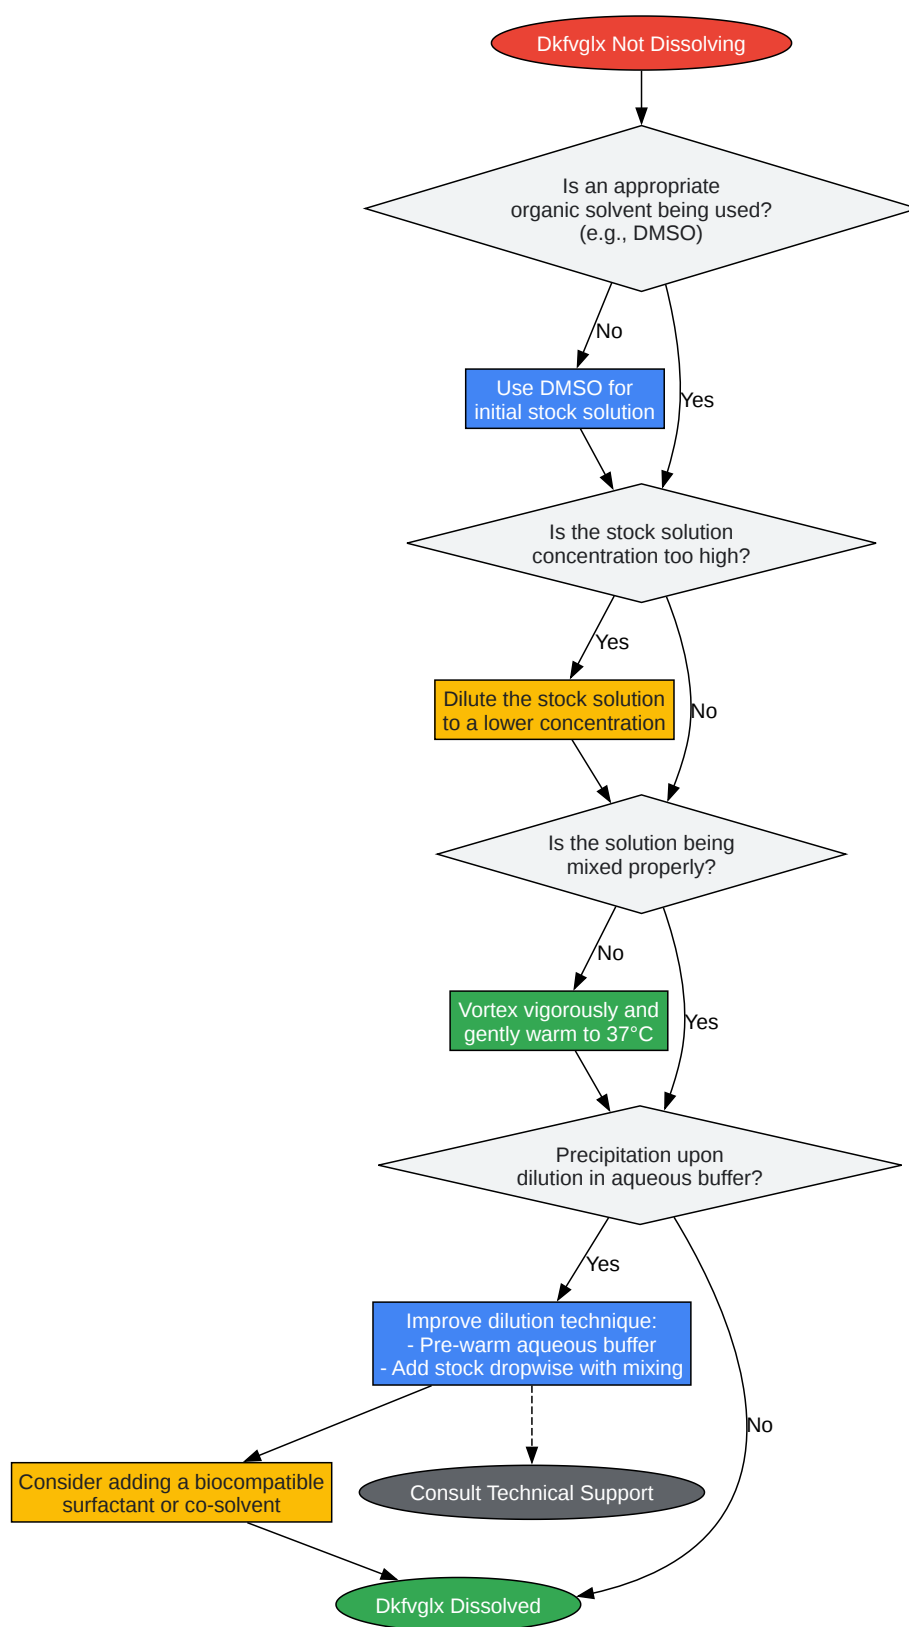 Dkfvglx Not Dissolving
Is an appropriate
organic solvent being used?
(e.g., DMSO)
No
Use DMSO for
initial stock solution
Yes
Is the stock solution
concentration too high?
Yes
Dilute the stock solution
to a lower concentration
No
Is the solution being
mixed properly?
No
Vortex vigorously and
gently warm to 37°C
Yes
Precipitation upon
dilution in aqueous buffer?
Yes
Improve dilution technique:
- Pre-warm aqueous buffer
- Add stock dropwise with mixing
No
Consider adding a biocompatible
surfactant or co-solvent
Consult Technical Support
Dkfvglx Dissolved